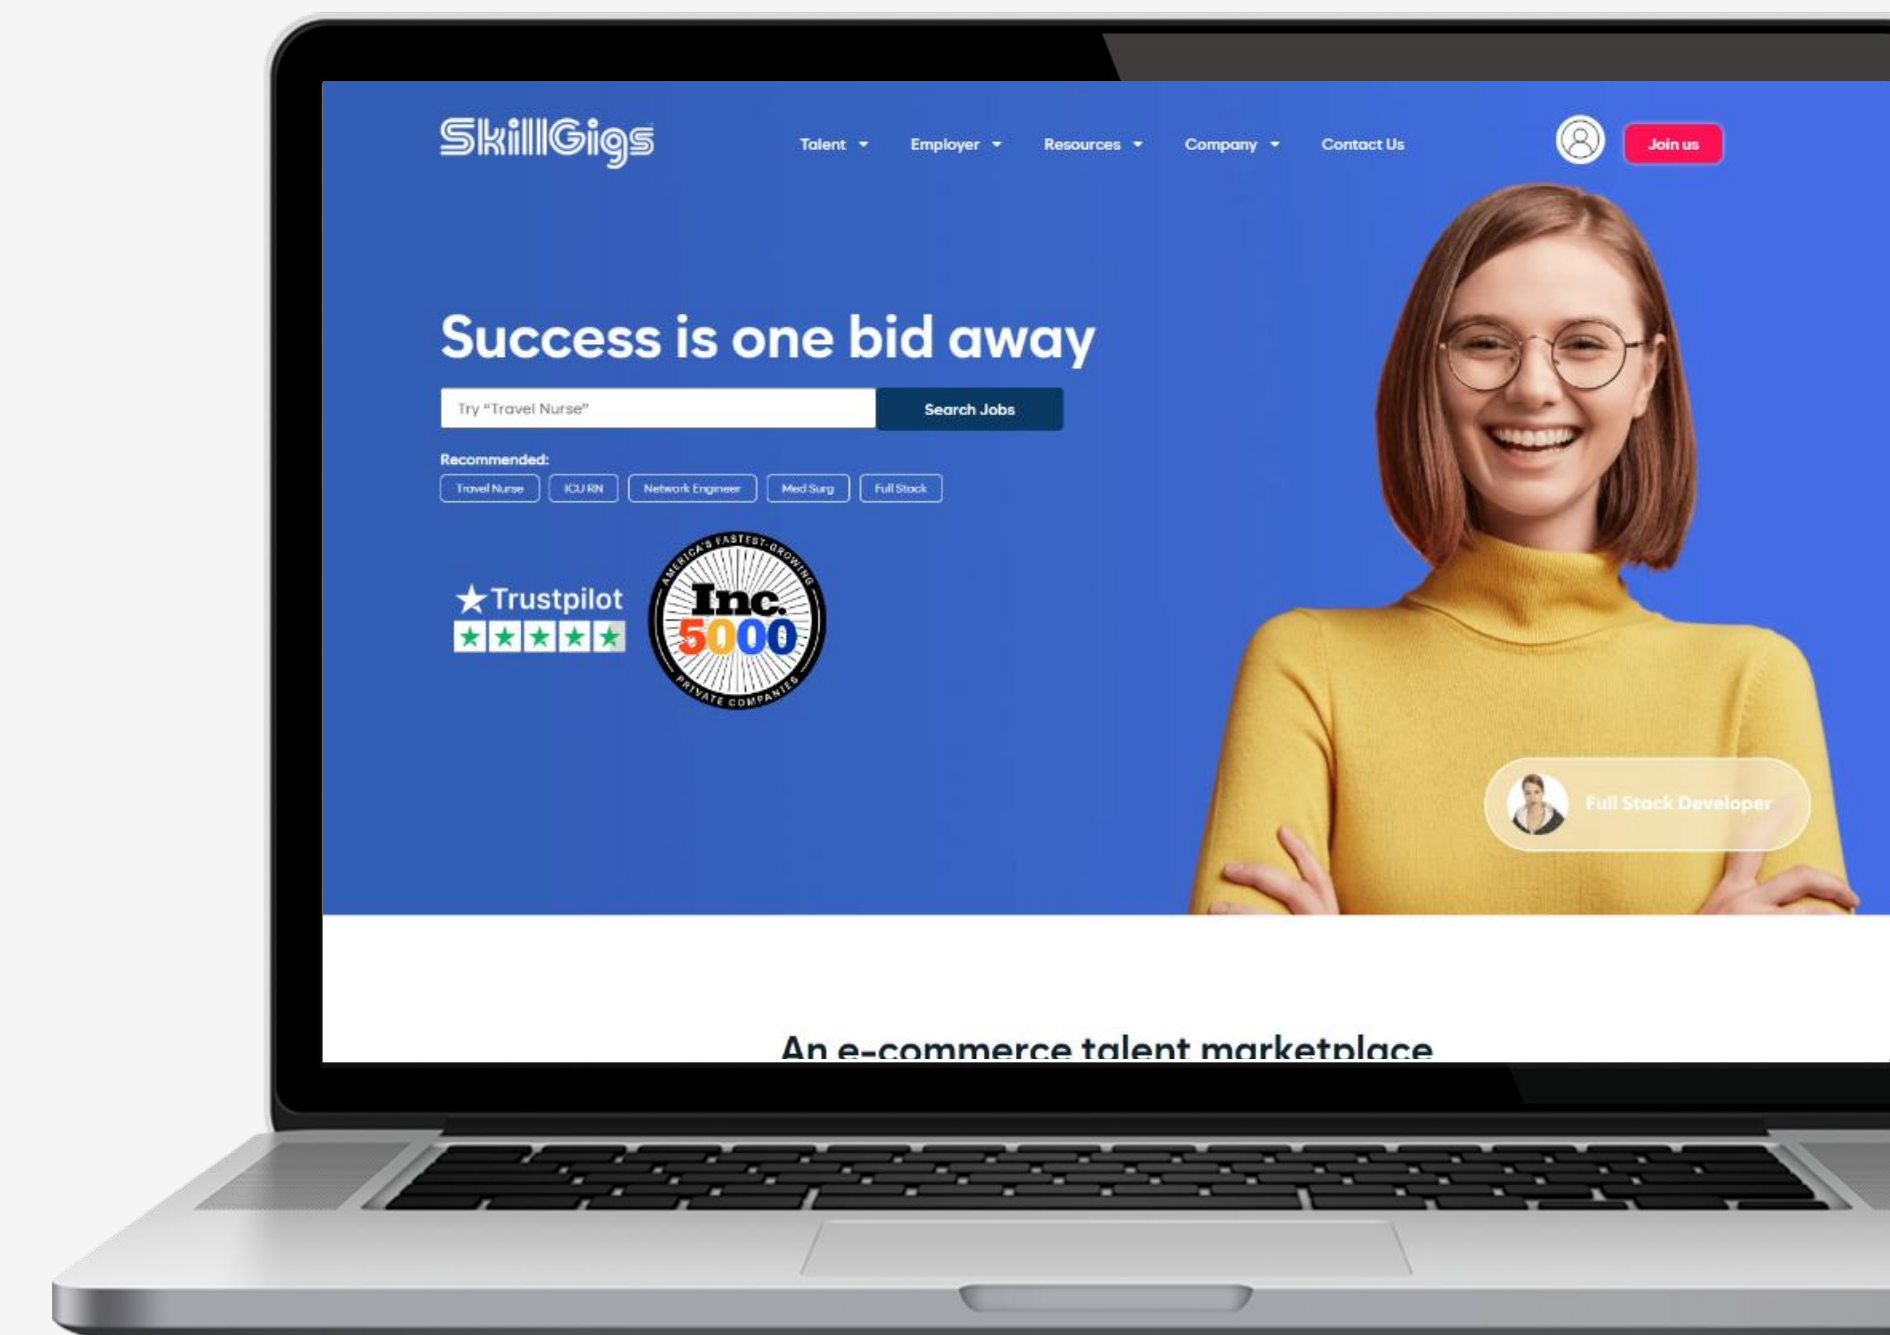 SkillGigs
Talent Employer Resources Company Contact Us Join us
Success is one bid away
Try “Travel Nurse” Search Jobs
Recommended:
Travel Nurse ICU RN Network Engineer Med Surg Full Stack
AMERICA'S FASTEST-GROWING
Trustpilot
Inc.
5000
PRIVATE COMPANIES
Full Stack Developer
An e-commerce talent marketplace